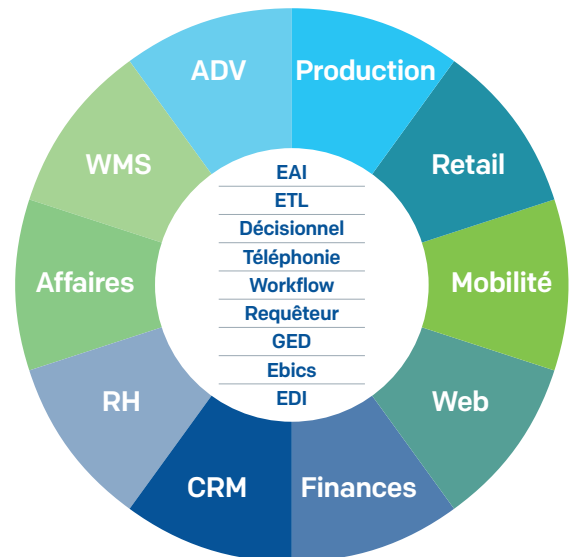 ADV
Production
WMS
Retail
EAI
ETL
Décisionnel
Téléphonie
Workflow
Requêteur
GED
Ebics
EDI
Affaires
Mobilité
RH
Web
CRM
Finances